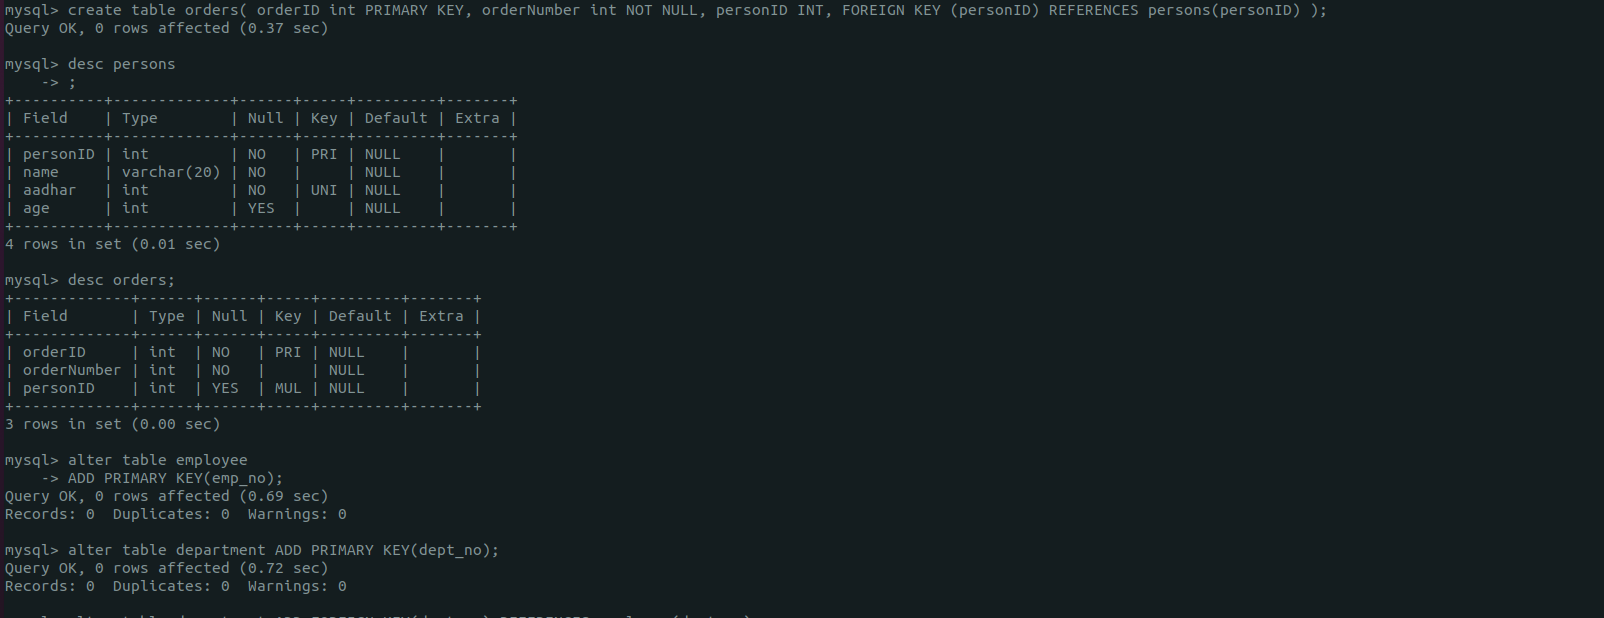 mysql> create table orders( orderID int PRIMARY KEY, orderNumber int NOT NULL, personID INT, FOREIGN KEY (personID) REFERENCES persons(personID) );
Query OK, 0 rows affected (0.37 sec)
mysql> desc persons
    -> ;
+----------+-------------+------+-----+---------+-------+
| Field    | Type        | Null | Key | Default | Extra |
+----------+-------------+------+-----+---------+-------+
| personID | int         | NO   | PRI | NULL    |       |
| name     | varchar(20) | NO   |     | NULL    |       |
| aadhar   | int         | NO   | UNI | NULL    |       |
| age      | int         | YES  |     | NULL    |       |
+----------+-------------+------+-----+---------+-------+
4 rows in set (0.01 sec)
mysql> desc orders;
+-------------+------+------+-----+---------+-------+
| Field       | Type | Null | Key | Default | Extra |
+-------------+------+------+-----+---------+-------+
| orderID     | int  | NO   | PRI | NULL    |       |
| orderNumber | int  | NO   |     | NULL    |       |
| personID    | int  | YES  | MUL | NULL    |       |
+-------------+------+------+-----+---------+-------+
3 rows in set (0.00 sec)
mysql> alter table employee
    -> ADD PRIMARY KEY(emp_no);
Query OK, 0 rows affected (0.69 sec)
Records: 0  Duplicates: 0  Warnings: 0
mysql> alter table department ADD PRIMARY KEY(dept_no);
Query OK, 0 rows affected (0.72 sec)
Records: 0  Duplicates: 0  Warnings: 0